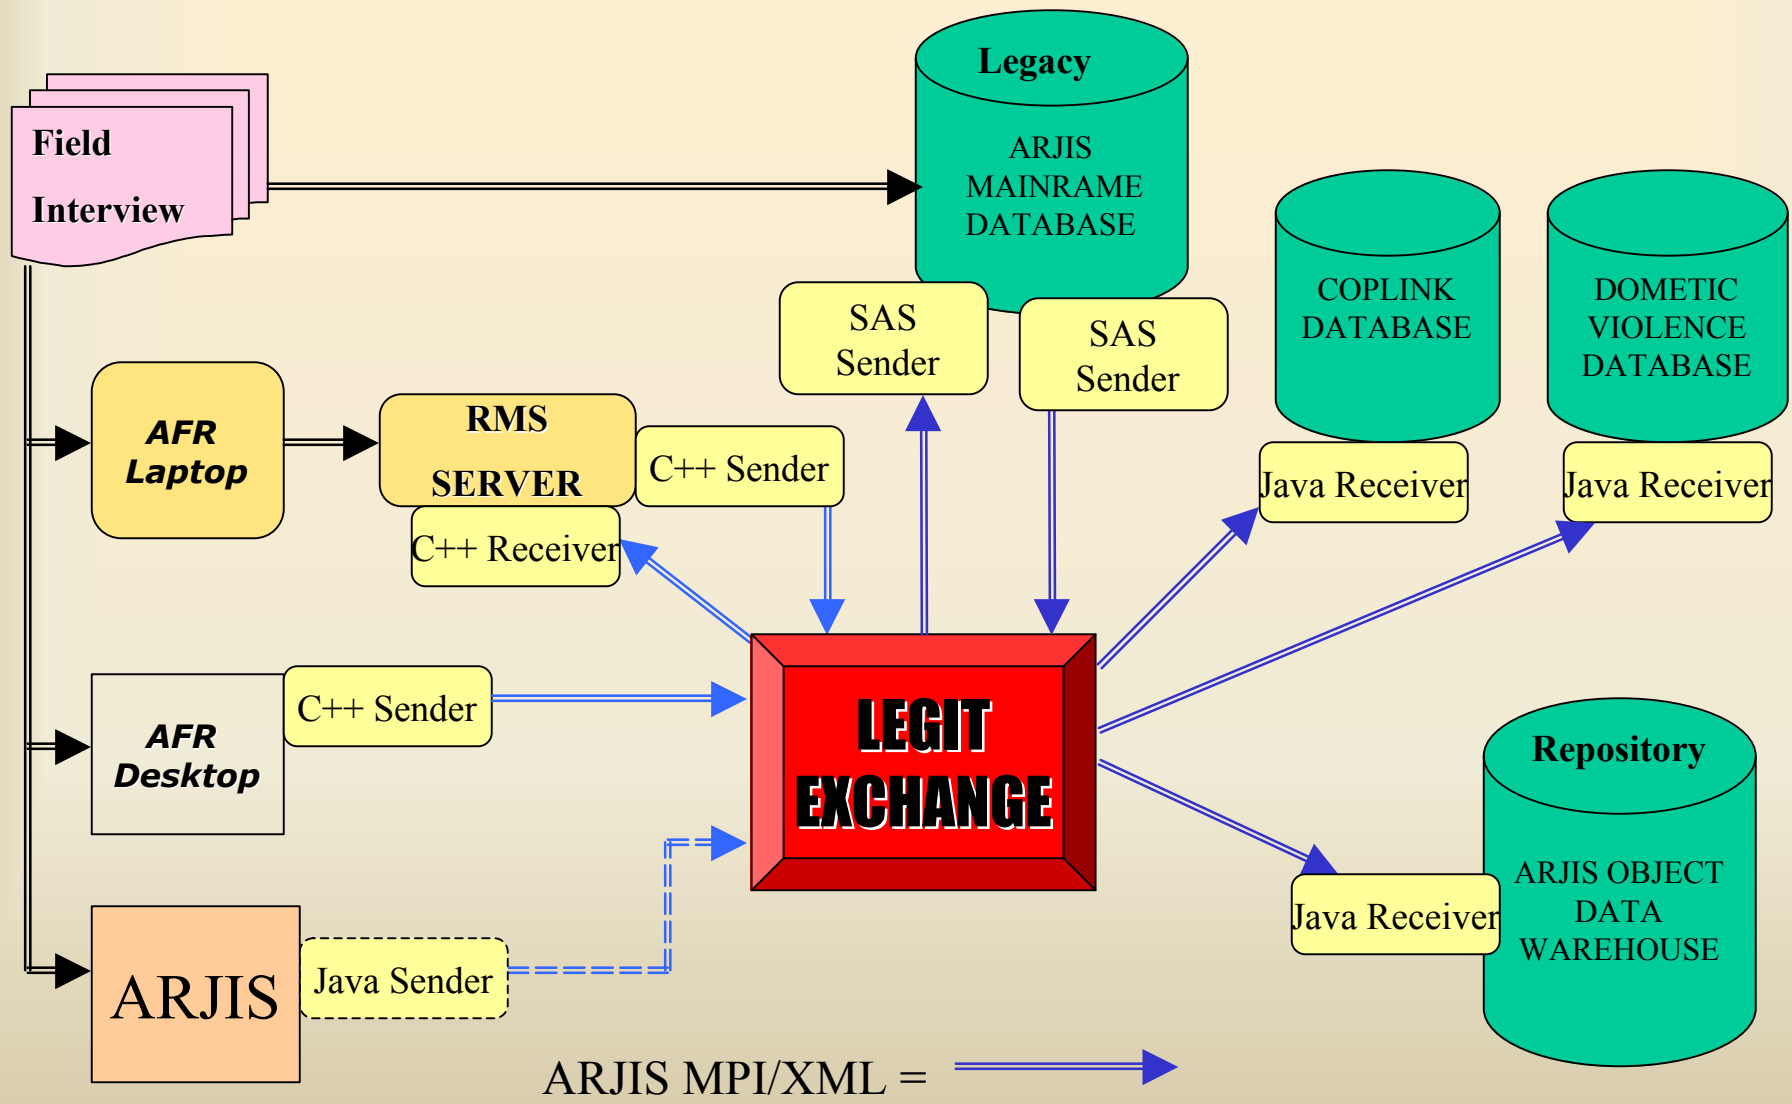 Legacy
ARJIS
MAINRAME
DATABASE
Field
Interview
COPLINK
DATABASE
DOMETIC
VIOLENCE
DATABASE
SAS
Sender
SAS
Sender
AFR
Laptop
RMS
SERVER
C++ Sender
C++ Receiver
Java Receiver
Java Receiver
AFR
Desktop
C++ Sender
LEGIT
EXCHANGE
Repository
ARJIS OBJECT
DATA
WAREHOUSE
Java Receiver
ARJIS
Java Sender
ARJIS MPI/XML =